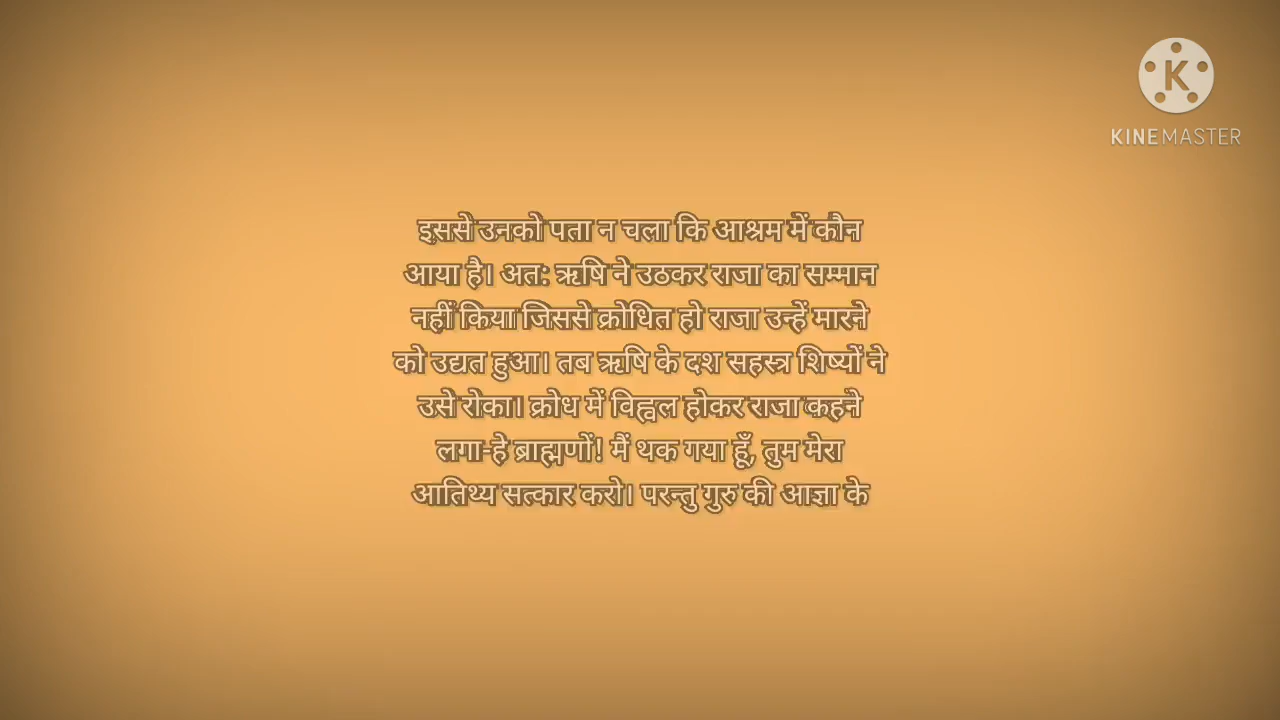 KINEMASTER
इससे उनको पता न चला कि आश्रम में कौन
आया है। अत: ऋषि ने उठकर राजा का सम्मान
नहीं किया जिससे क्रोधित हो राजा उन्हें मारने
को उद्यत हुआ। तब ऋषि के दश सहस्त्र शिष्यों ने
उसे रोका। क्रोध में विह्वल होकर राजा कहने
लगा-हे ब्राह्मणों! मैं थक गया हूँ, तुम मेरा
आतिथ्य सत्कार करो। परन्तु गुरु की आज्ञा के